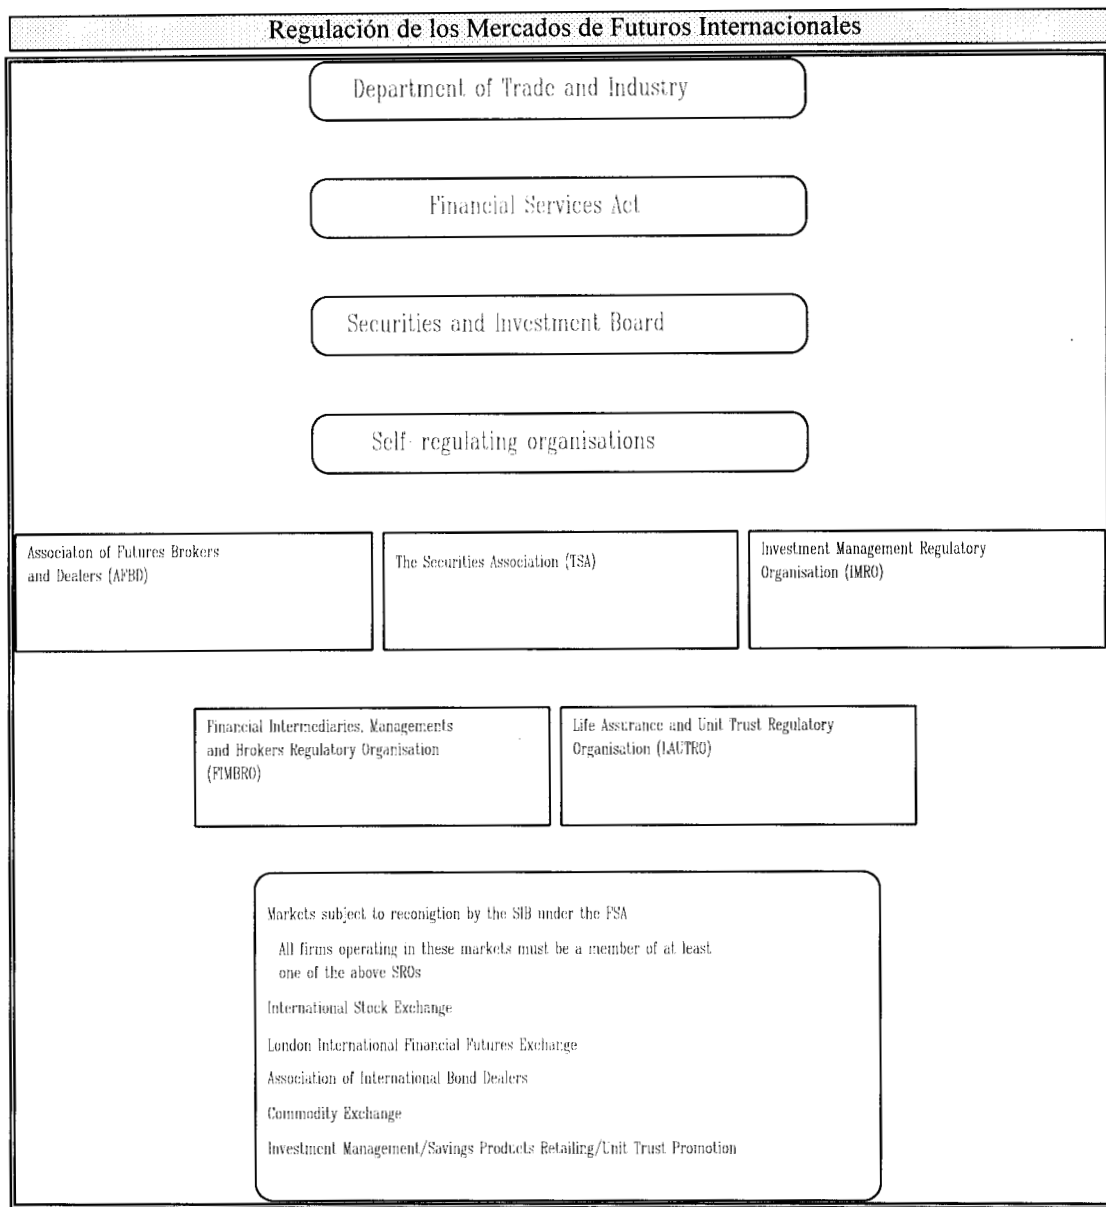 Regulación de los Mercados de Futuros Internacionales
Department of Trade and Industry
Financial Services Act
Securities and Investment Board
Self- regulating organisations
Associaton of Futures Brokers
and Dealers (AFBD)
The Securities Association (TSA)
Investment Management Regulatory
Organisation (IMRO)
Financial Intermediaries, Managements
and Brokers Regulatory Organisation
(FIMBRO)
Life Assurance and Unit Trust Regulatory
Organisation (LAUTRO)
Markets subject to reconigtion by the SIB under the FSA
All firms operating in these markets must be a member of at least
one of the above SROs
International Stock Exchange
London International Financial Futures Exchange
Association of International Bond Dealers
Commodity Exchange
Investment Management/Savings Products Retailing/Unit Trust Promotion